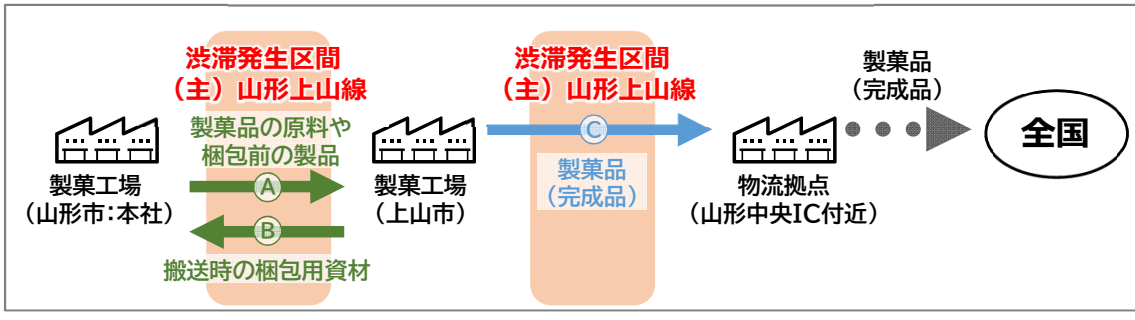 渋滞発生区間
（主）山形上山線
製菓品の原料や
梱包前の製品
A
B
搬送時の梱包用資材
製菓工場
（山形市：本社）
製菓工場
（上山市）
渋滞発生区間
（主）山形上山線
C
製菓品
（完成品）
物流拠点
（山形中央IC付近）
製菓品
（完成品）
全国